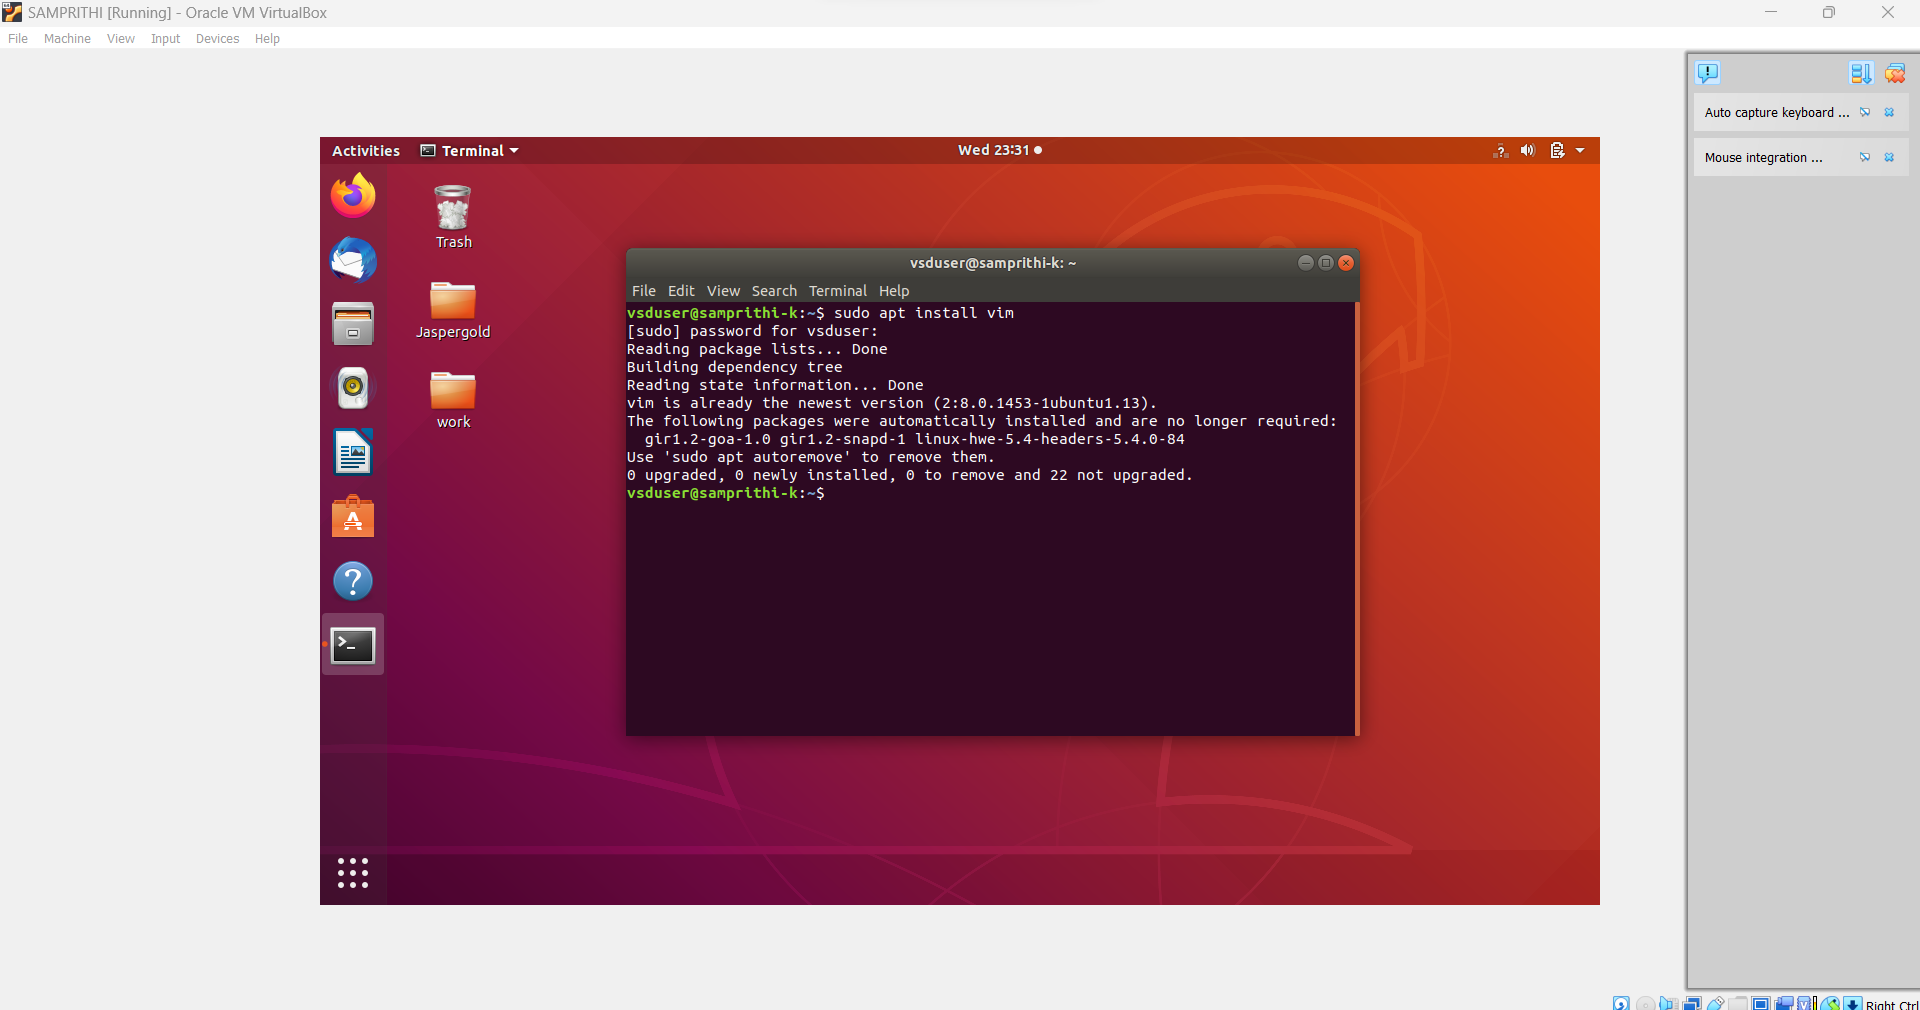 SAMPRITHI [Running] - Oracle VM VirtualBox
File Machine View Input Devices Help
Auto capture keyboard ...
Mouse integration ...
Activities Terminal Wed 23:31
Trash
Jaspergold
work
vsduser@samprithi-k: ~
File Edit View Search Terminal Help
vsduser@samprithi-k:~$ sudo apt install vim
[sudo] password for vsduser:
Reading package lists... Done
Building dependency tree
Reading state information... Done
vim is already the newest version (2:8.0.1453-1ubuntu1.13).
The following packages were automatically installed and are no longer required:
  gir1.2-goa-1.0 gir1.2-snapd-1 linux-hwe-5.4-headers-5.4.0-84
Use 'sudo apt autoremove' to remove them.
0 upgraded, 0 newly installed, 0 to remove and 22 not upgraded.
vsduser@samprithi-k:~$
Right Ctrl